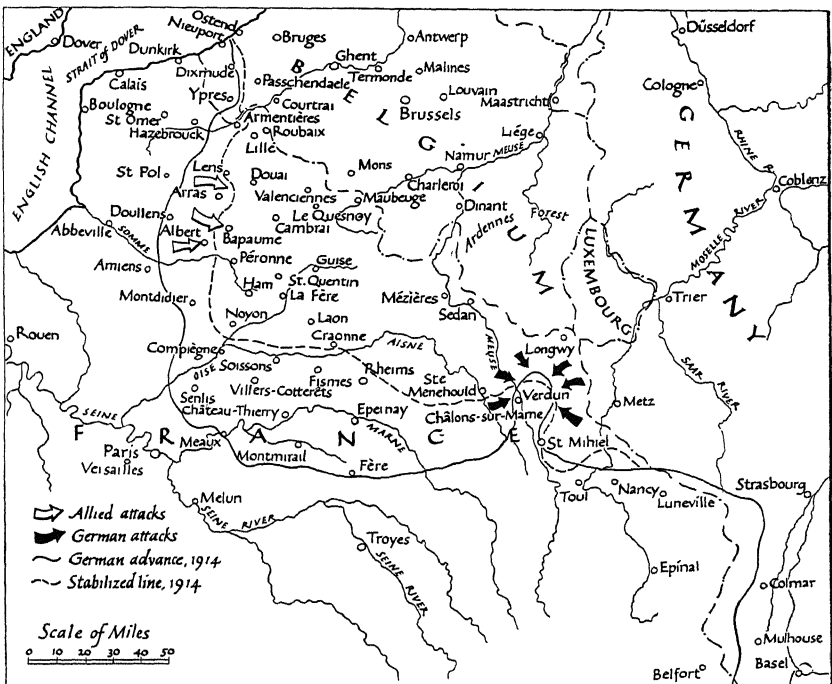 ENGLAND
Ostend
Nieuport
Bruges
Antwerp
Düsseldorf
Dover
STRAIT of DOVER
Dunkirk
Ghent
Dixmude
Termonde
Malines
Calais
Passchendaele
Louvain
Cologne
Ypres
Courtrai
Brussels
Maastricht
Boulogne
St Omer
Armentières
Hazebrouck
Roubaix
Lille
Liége
BELGIUM
GERMANY
ENGLISH CHANNEL
RHINE R.
Mons
Namur
MEUSE
St Pol
Lens
Douai
Charleroi
Coblenz
Arras
Valenciennes
Maubeuge
Dinant
Le Quesnoy
Ardennes Forest
Doullens
Cambrai
MOSELLE RIVER
Abbeville
SOMME
Albert
Bapaume
LUXEMBOURG
Péronne
Guise
Amiens
Ham
St. Quentin
La Fère
Mézières
Trier
Montdidier
Sedan
Noyon
Laon
Craonne
AISNE
MEUSE
Longwy
Rouen
Compiègne
OISE
Soissons
Fismes
Rheims
Ste Menehould
SAAR RIVER
Senlis
Villers-Cotterêts
Verdun
Metz
Château-Thierry
Epernay
Châlons-sur-Marne
SEINE
FRANCE
Meaux
MARNE
St Mihiel
Paris
Versailles
Montmirail
Fère
Toul
Nancy
Luneville
Strasbourg
Melun
SEINE RIVER
Troyes
SEINE RIVER
Epinal
Colmar
Mulhouse
Belfort
Basel
Allied attacks
German attacks
German advance, 1914
Stabilized line, 1914
Scale of Miles
0 10 20 30 40 50